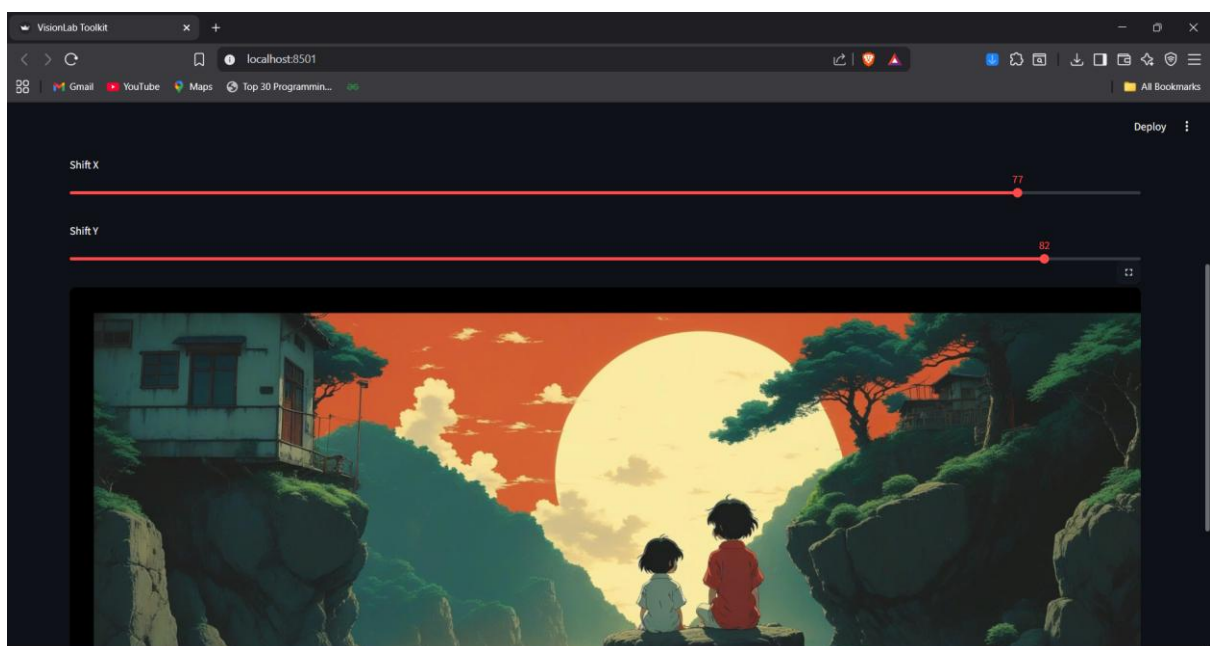 VisionLab Toolkit
localhost:8501
Gmail YouTube Maps Top 30 Programmin... All Bookmarks
Deploy
Shift X
77
Shift Y
82